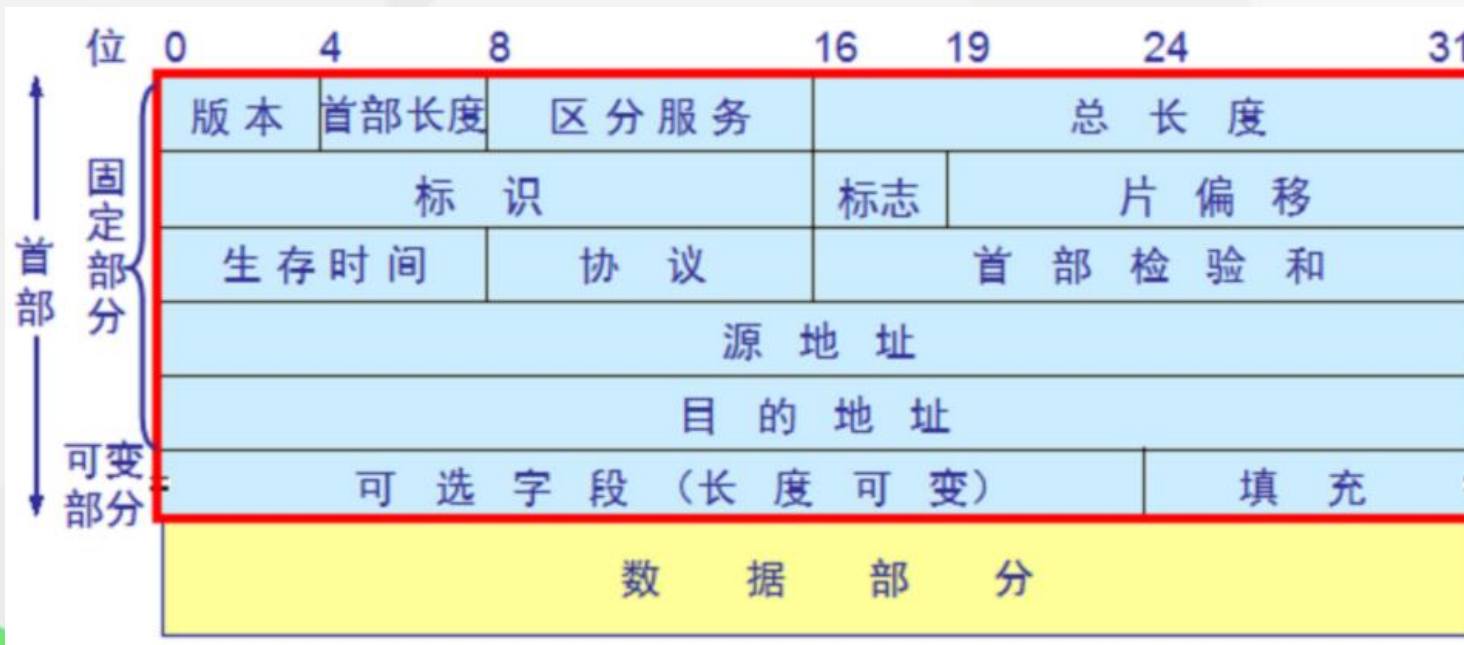 位 0 4 8 16 19 24 31
版本 首部长度 区分服务 总长度
标识 标志 片偏移
生存时间 协议 首部检验和
源地址
目的地址
可选字段（长度可变） 填充
数据部分
首部
固定部分
可变部分